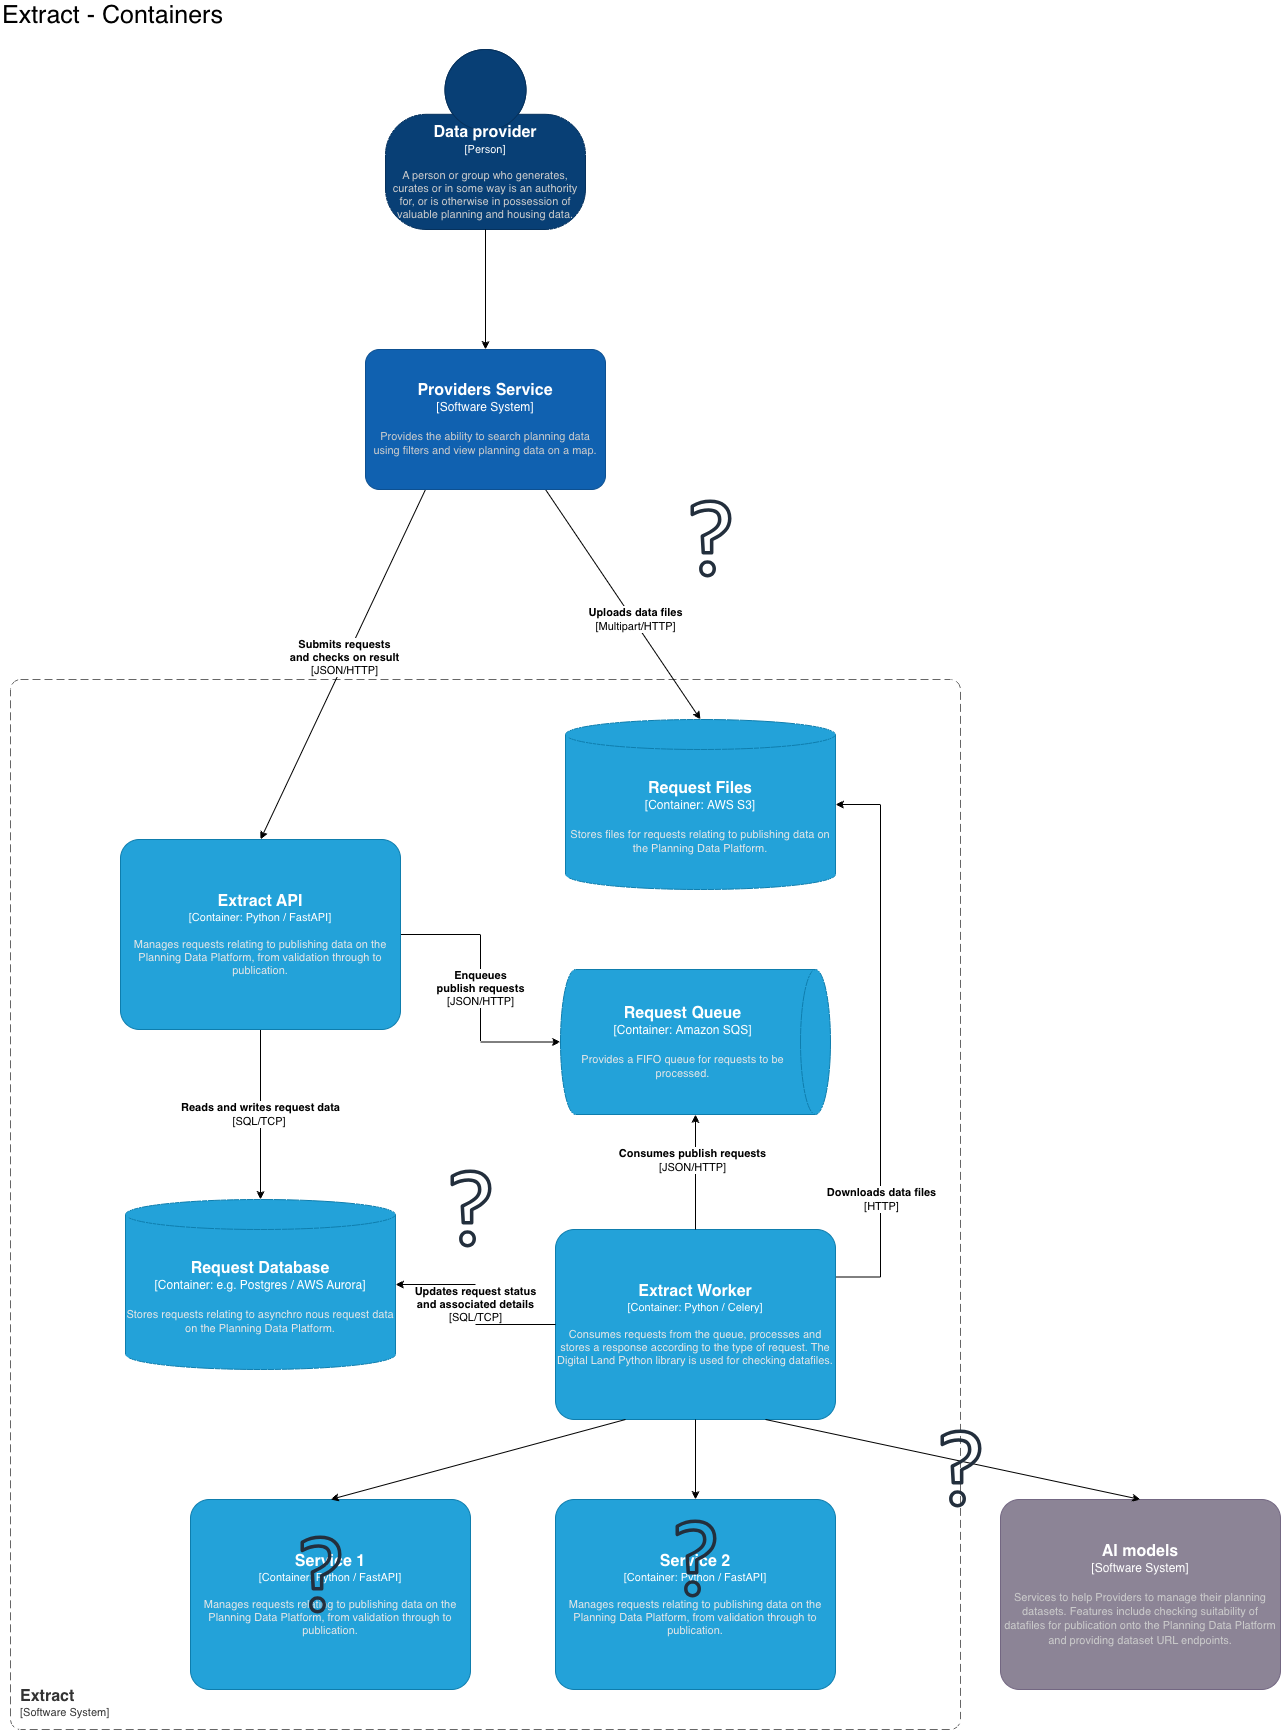 Extract - Containers
Data provider
[Person]
A person or group who generates,
curates or in some way is an authority
for, or is otherwise in possession of
valuable planning and housing data.
Providers Service
[Software System]
Provides the ability to search planning data
using filters and view planning data on a map.
?
Uploads data files
[Multipart/HTTP]
Submits requests
and checks on result
[JSON/HTTP]
Request Files
[Container: AWS S3]
Stores files for requests relating to publishing data on
the Planning Data Platform.
Extract API
[Container: Python / FastAPI]
Manages requests relating to publishing data on the
Planning Data Platform, from validation through to
publication.
Enqueues
publish requests
[JSON/HTTP]
Request Queue
[Container: Amazon SQS]
Provides a FIFO queue for requests to be
processed.
Reads and writes request data
[SQL/TCP]
Consumes publish requests
[JSON/HTTP]
Downloads data files
[HTTP]
?
Request Database
[Container: e.g. Postgres / AWS Aurora]
Stores requests relating to asynchro nous request data
on the Planning Data Platform.
Updates request status
and associated details
[SQL/TCP]
Extract Worker
[Container: Python / Celery]
Consumes requests from the queue, processes and
stores a response according to the type of request. The
Digital Land Python library is used for checking datafiles.
?
Service 1
[Container: Python / FastAPI]
Manages requests relating to publishing data on the
Planning Data Platform, from validation through to
publication.
?
Service 2
[Container: Python / FastAPI]
Manages requests relating to publishing data on the
Planning Data Platform, from validation through to
publication.
?
AI models
[Software System]
Services to help Providers to manage their planning
datasets. Features include checking suitability of
datafiles for publication onto the Planning Data Platform
and providing dataset URL endpoints.
Extract
[Software System]